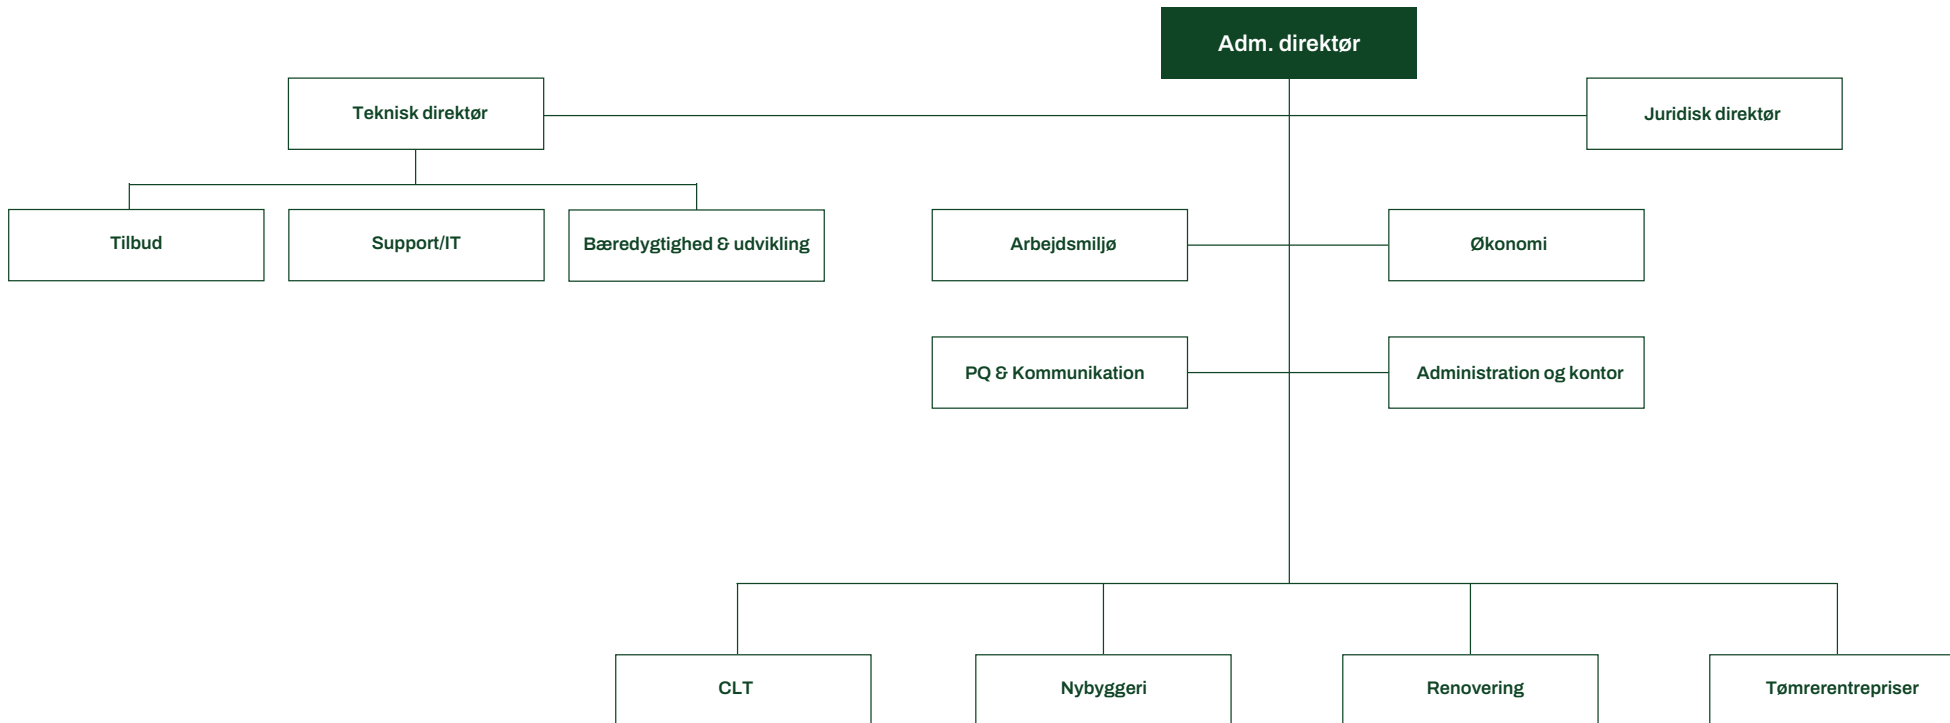 Adm. direktør
Teknisk direktør
Juridisk direktør
Tilbud
Support/IT
Bæredygtighed & udvikling
Arbejdsmiljø
Økonomi
PQ & Kommunikation
Administration og kontor
CLT
Nybyggeri
Renovering
Tømrerentrepriser